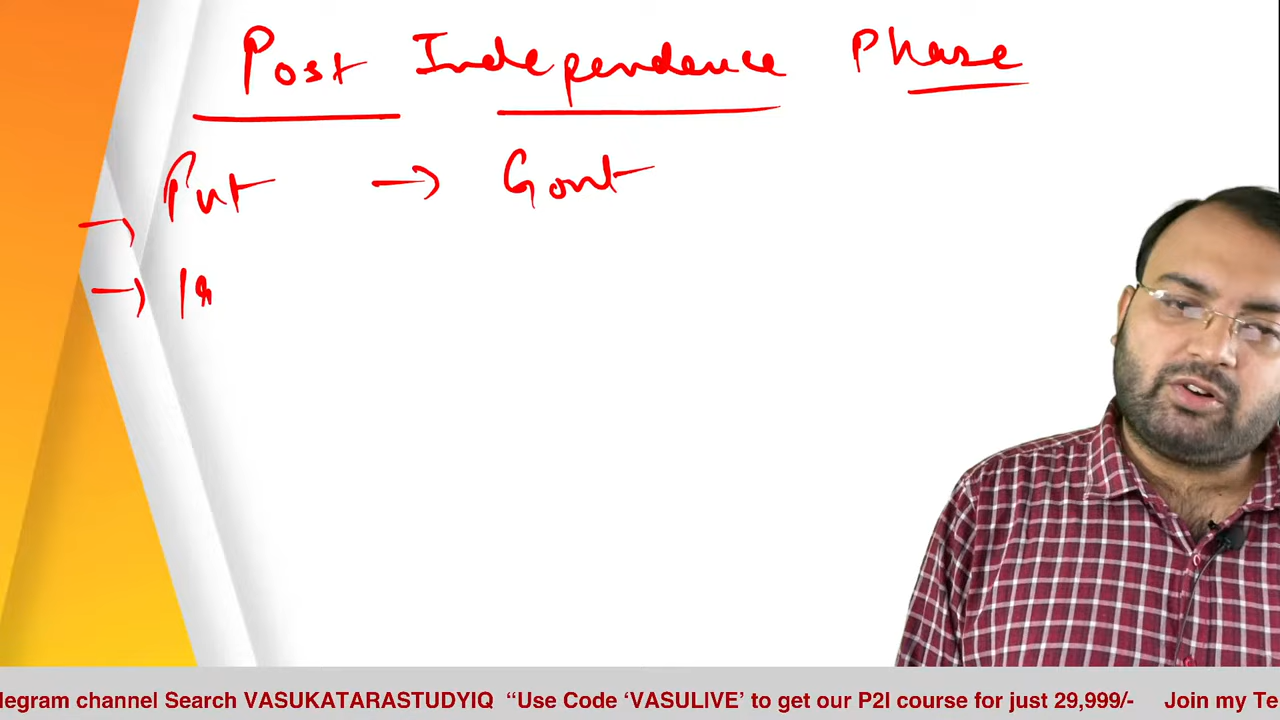 Post Independence Phase
→ Pvt → Govt
→
legram channel Search VASUKATARASTUDYIQ “Use Code ‘VASULIVE’ to get our P2I course for just 29,999/- Join my Te